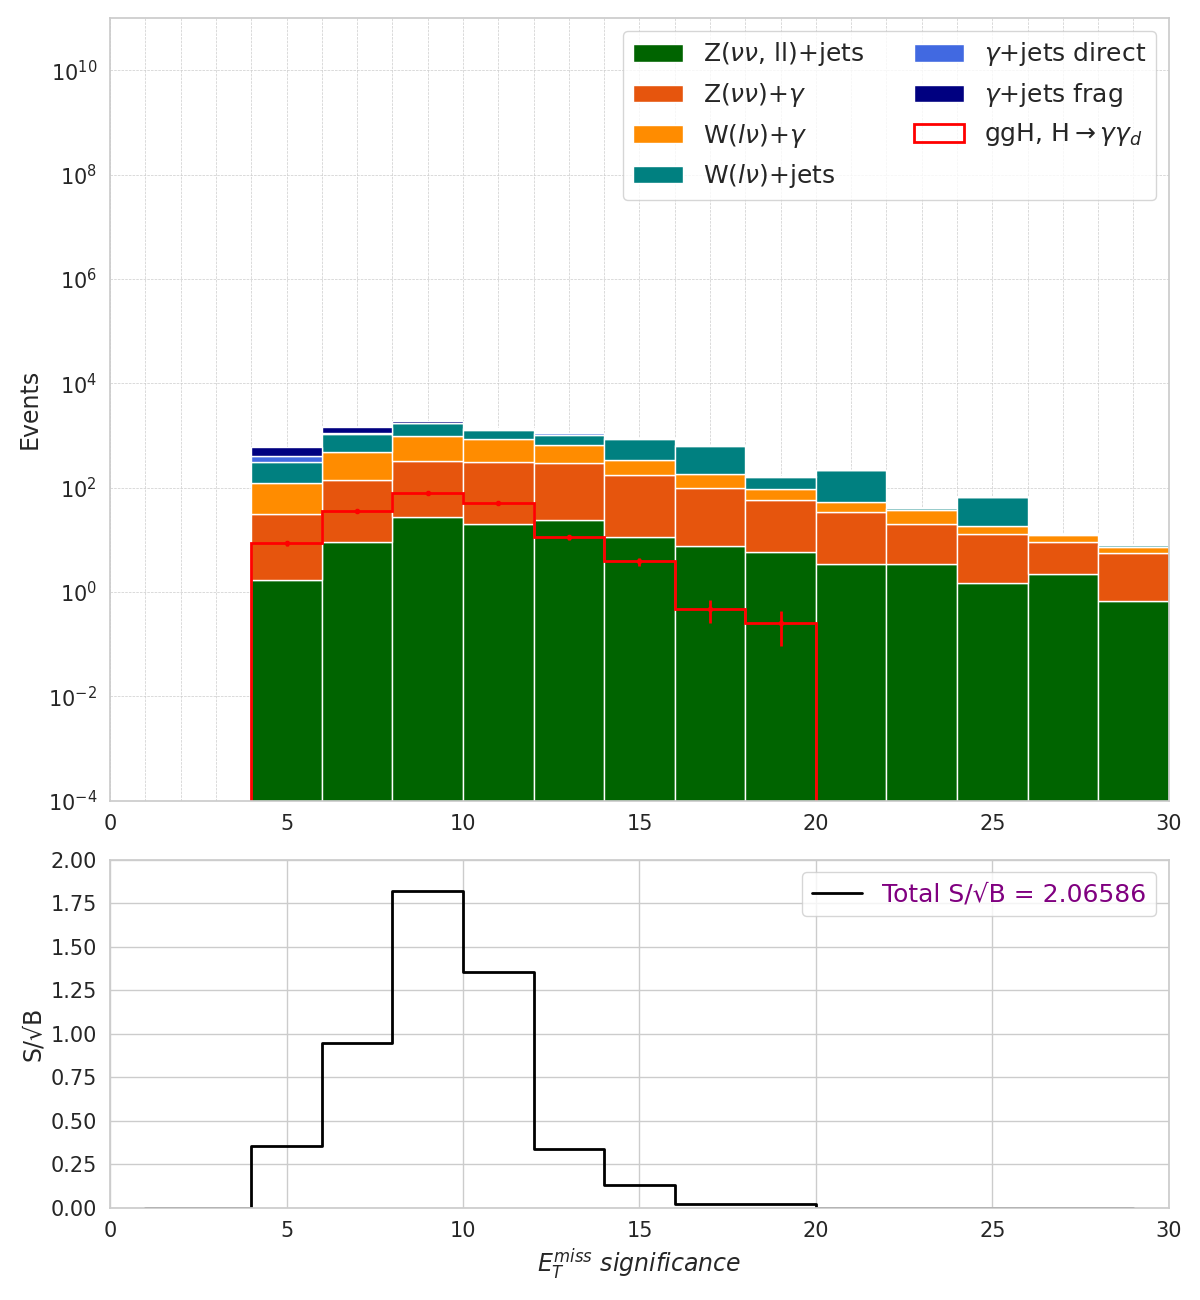 Z(νν, ll)+jets
Z(νν)+γ
W(lν)+γ
W(lν)+jets
γ+jets direct
γ+jets frag
ggH, H→γγ_d
Events
10^10
10^8
10^6
10^4
10^2
10^0
10^−2
10^−4
0 5 10 15 20 25 30
Total S/√B = 2.06586
S/√B
2.00
1.75
1.50
1.25
1.00
0.75
0.50
0.25
0.00
0 5 10 15 20 25 30
E_T^miss significance